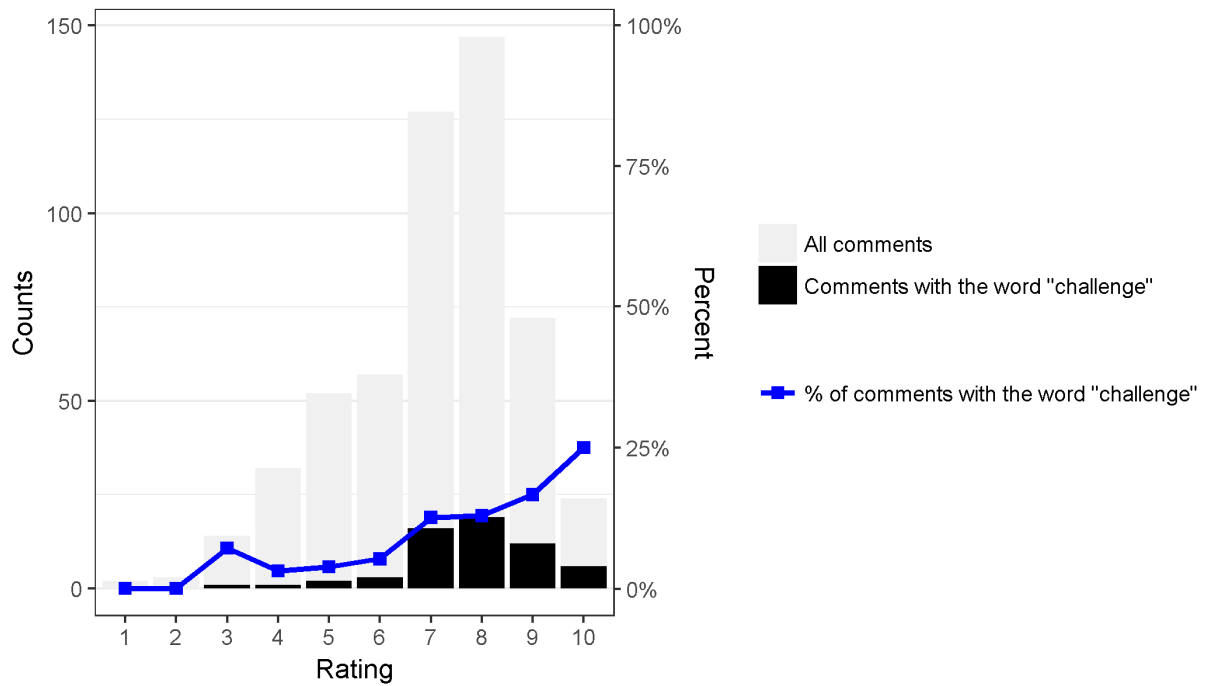 150
100
50
0
Counts
100%
75%
50%
25%
0%
Percent
1 2 3 4 5 6 7 8 9 10
Rating
All comments
Comments with the word "challenge"
% of comments with the word "challenge"